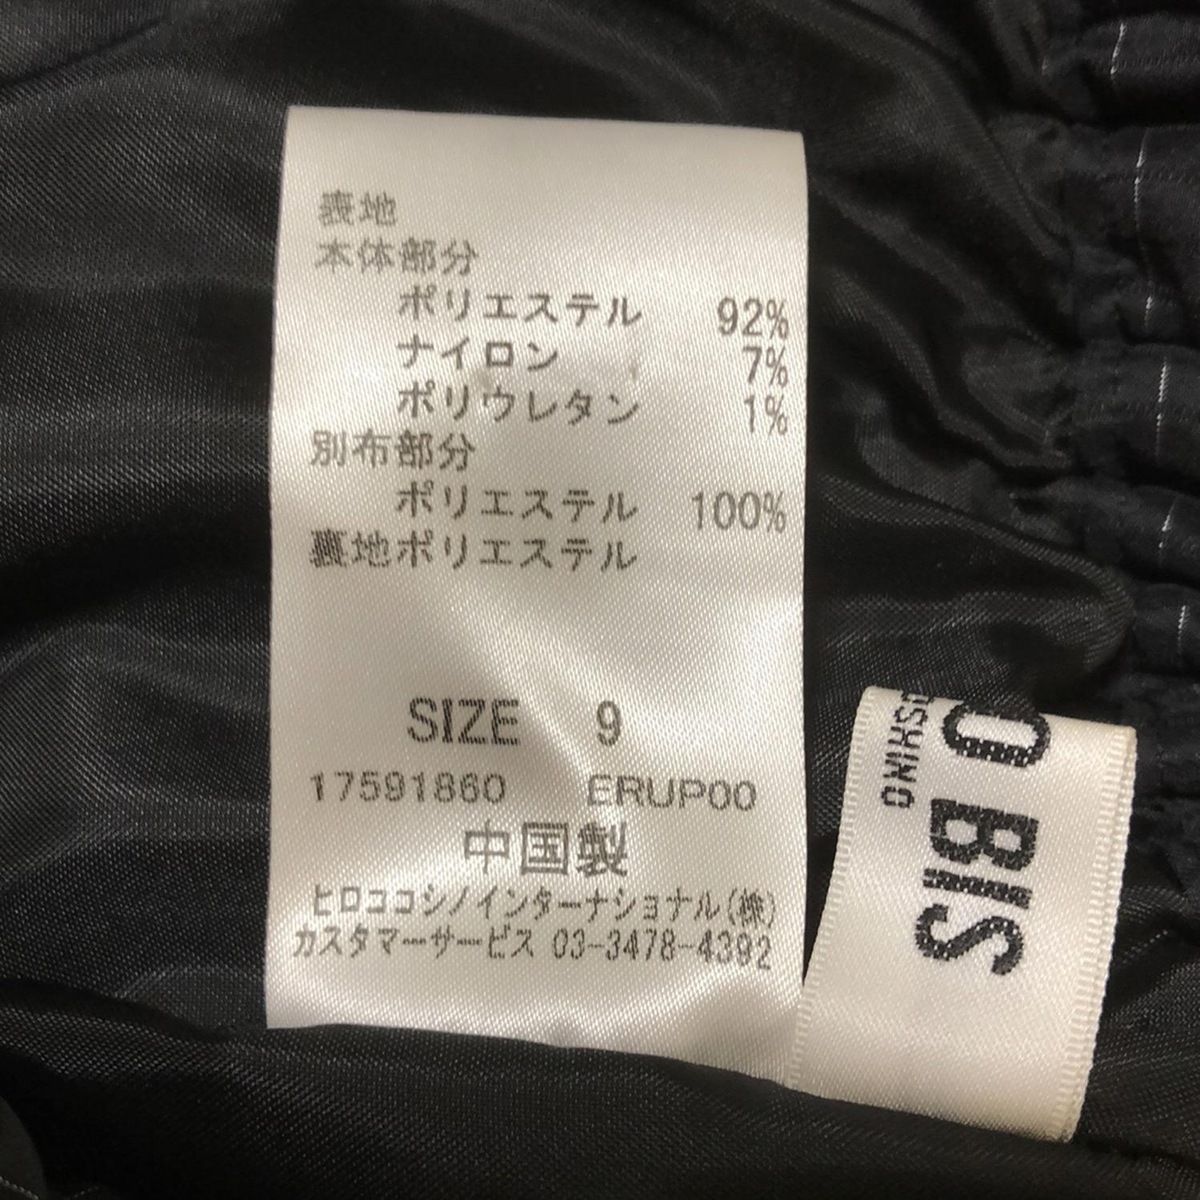 表地
本体部分
ポリエステル 92%
ナイロン 7%
ポリウレタン 1%
別布部分
ポリエステル 100%
裏地ポリエステル
SIZE 9
17591860 ERUP00
中国製
ヒロココシノインターナショナル(株)
カスタマーサービス 03-3478-4392
O BIS
OSHINO